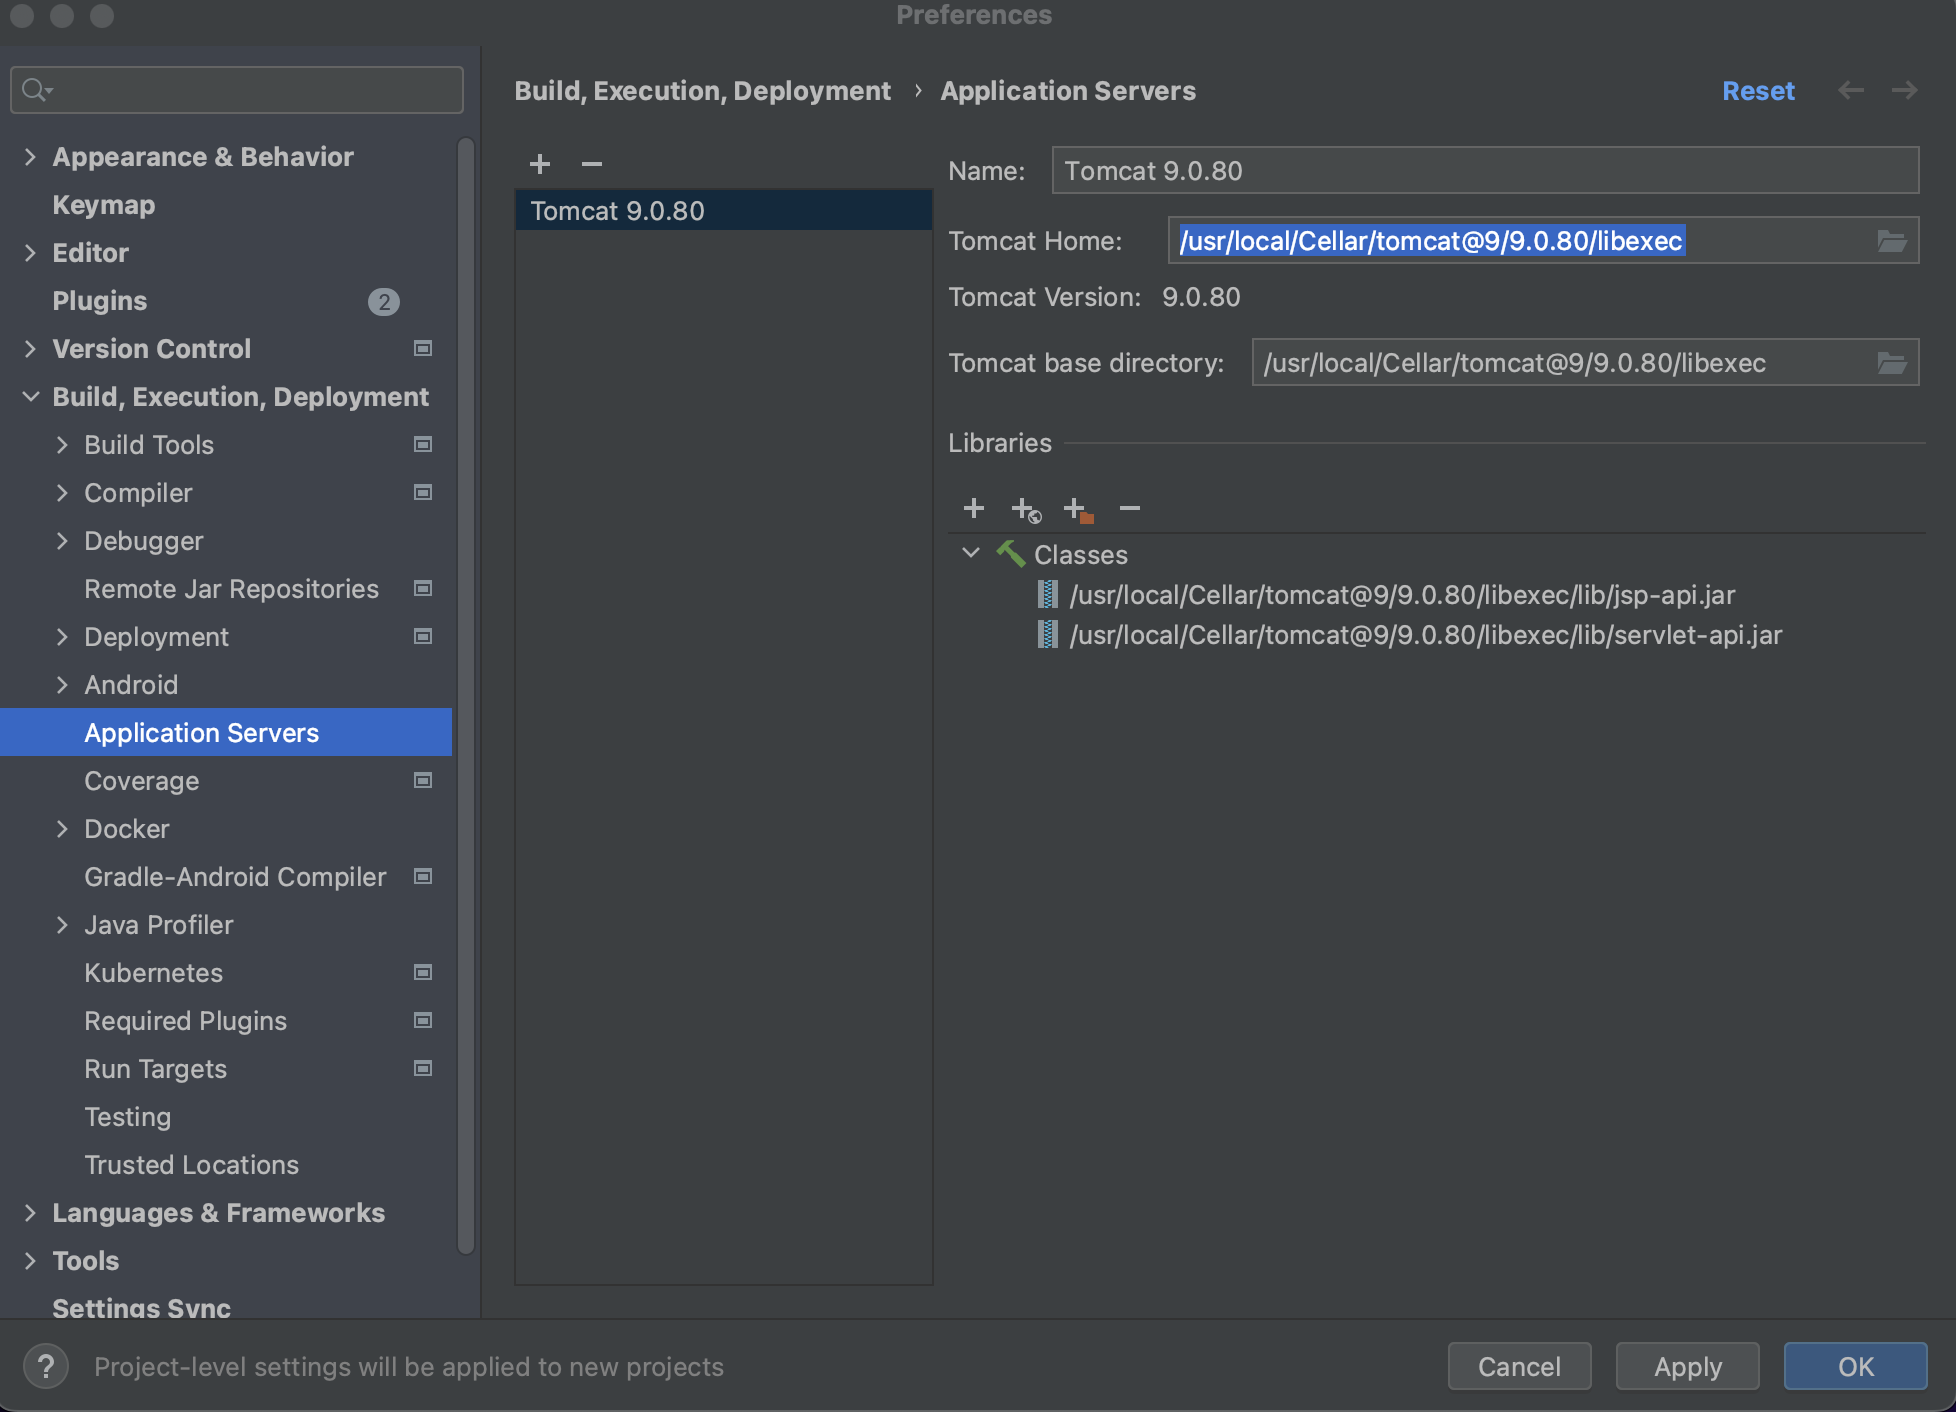 Preferences
Build, Execution, Deployment › Application Servers
Reset
Appearance & Behavior
Keymap
Editor
Plugins 2
Version Control
Build, Execution, Deployment
Build Tools
Compiler
Debugger
Remote Jar Repositories
Deployment
Android
Application Servers
Coverage
Docker
Gradle-Android Compiler
Java Profiler
Kubernetes
Required Plugins
Run Targets
Testing
Trusted Locations
Languages & Frameworks
Tools
Settings Sync
Tomcat 9.0.80
Name: Tomcat 9.0.80
Tomcat Home: /usr/local/Cellar/tomcat@9/9.0.80/libexec
Tomcat Version: 9.0.80
Tomcat base directory: /usr/local/Cellar/tomcat@9/9.0.80/libexec
Libraries
Classes
/usr/local/Cellar/tomcat@9/9.0.80/libexec/lib/jsp-api.jar
/usr/local/Cellar/tomcat@9/9.0.80/libexec/lib/servlet-api.jar
? Project-level settings will be applied to new projects
Cancel Apply OK